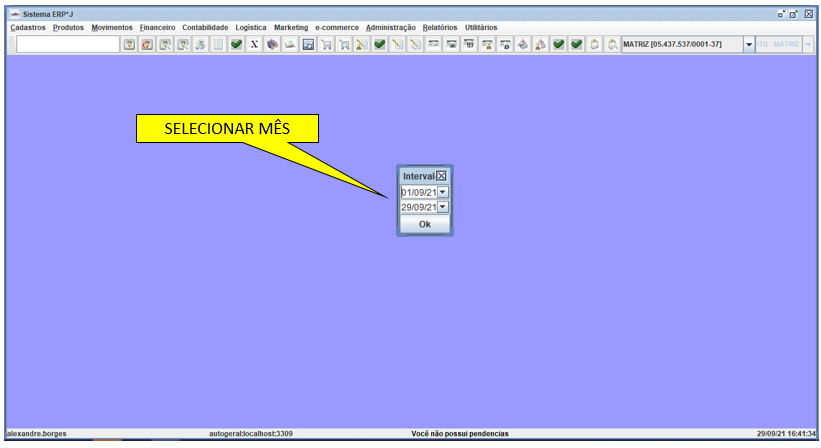 Sistema ERP*J
Cadastros Produtos Movimentos Financeiro Contabilidade Logística Marketing e-commerce Administração Relatórios Utilitários
X MATRIZ [05.437.537/0001-37] ITU - MATRIZ
SELECIONAR MÊS
Interval
01/09/21
29/09/21
Ok
alexandre.borges autogeral:localhost:3309 Você não possui pendencias 29/09/21 16:41:34